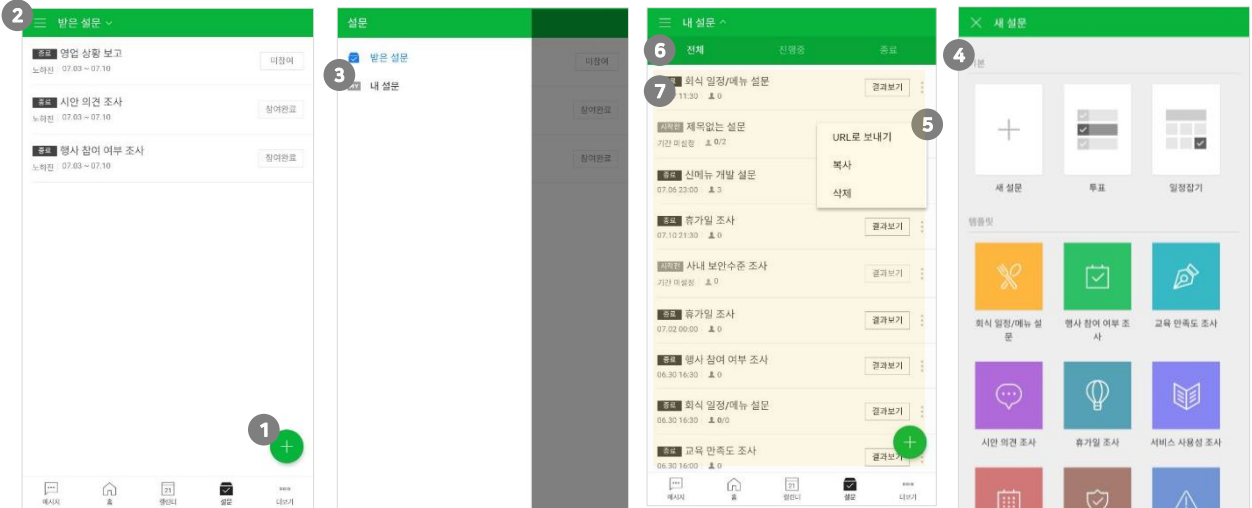 2
받은 설문
종료 영업 상황 보고
노하진 07.03 ~ 07.10
미참여
종료 시안 의견 조사
노하진 07.03 ~ 07.10
참여완료
종료 행사 참여 여부 조사
노하진 07.03 ~ 07.10
참여완료
1
+
메시지 홈 21 캘린더 설문 더보기
설문
받은 설문
3
내 설문
미참여
참여완료
참여완료
내 설문
6
전체 진행중 종료
회식 일정/메뉴 설문
7
11:30 0
결과보기
5
시작전 제목없는 설문
기간 미설정 0/2
URL로 보내기
복사
삭제
종료 신메뉴 개발 설문
07.06 23:00 3
종료 휴가일 조사
07.10 21:30 0
결과보기
시작전 사내 보안수준 조사
기간 미설정 0
결과보기
종료 휴가일 조사
07.02 00:00 0
결과보기
종료 행사 참여 여부 조사
06.30 16:30 0
결과보기
종료 회식 일정/메뉴 설문
06.30 16:30 0/0
결과보기
종료 교육 만족도 조사
06.30 16:00 0
결과보기
+
메시지 홈 21 캘린더 설문 더보기
새 설문
4
본
새 설문 투표 일정잡기
템플릿
회식 일정/메뉴 설문
행사 참여 여부 조사
교육 만족도 조사
시안 의견 조사 휴가일 조사 서비스 사용성 조사